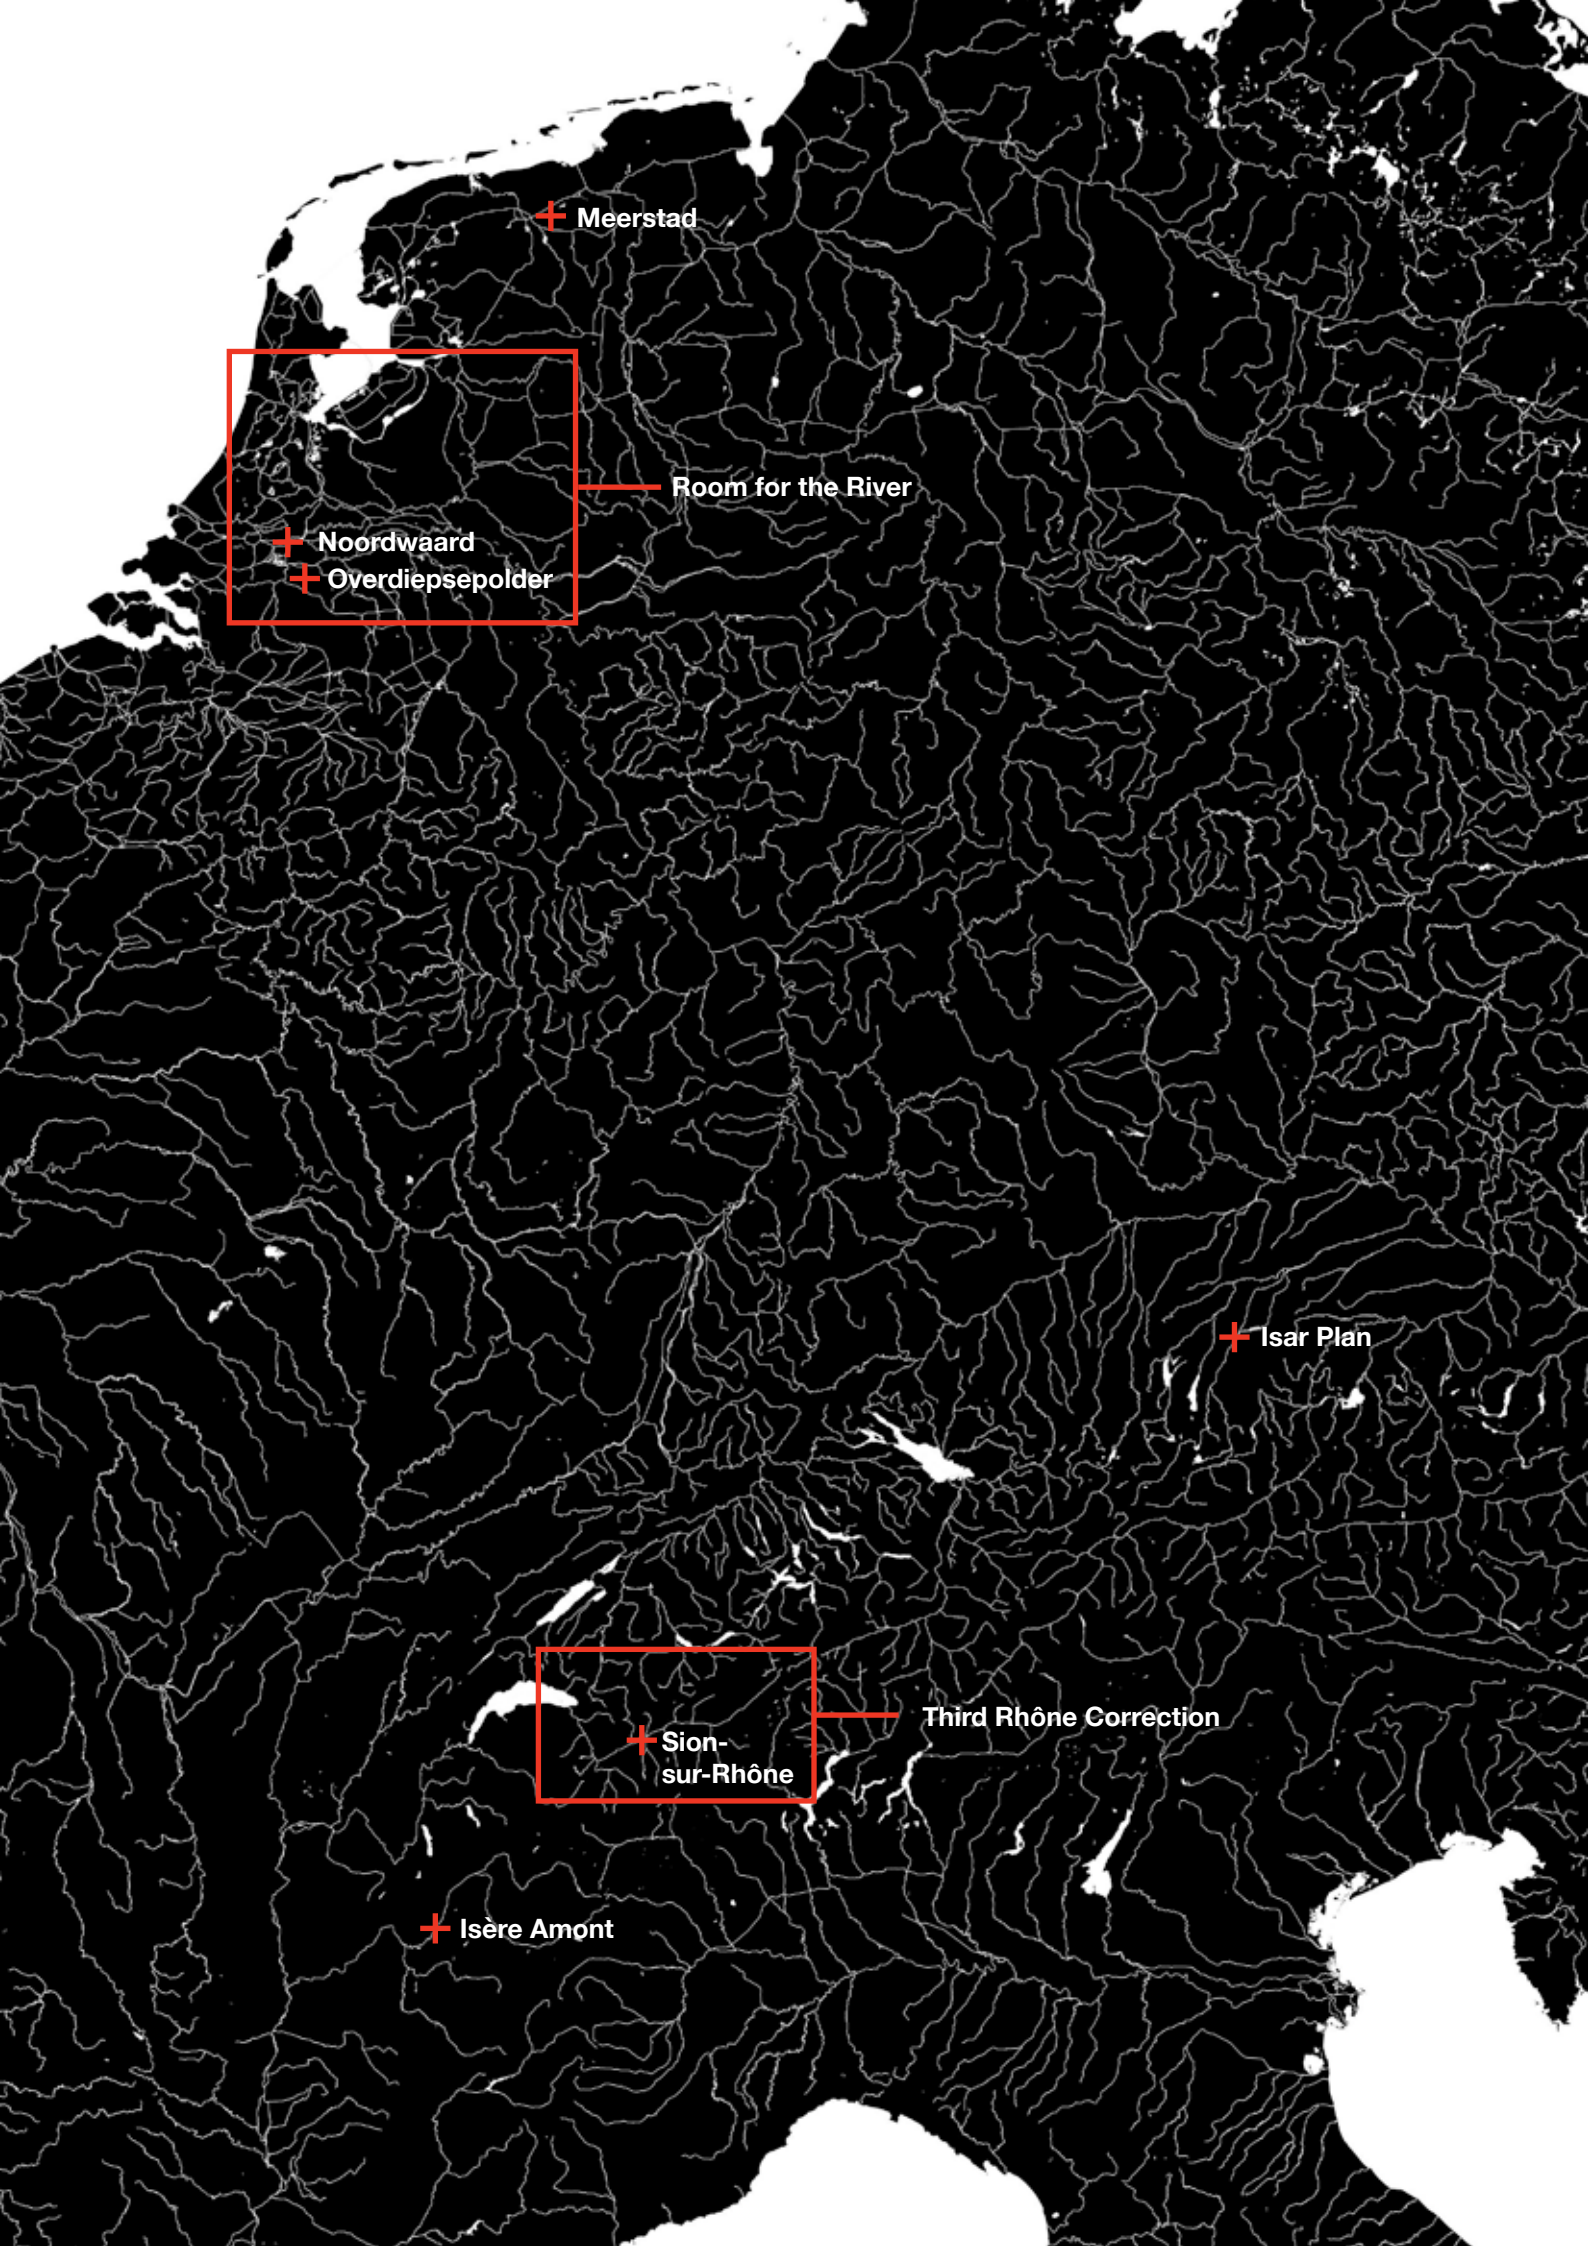 Meerstad
Room for the River
Noordwaard
Overdiepsepolder
Isar Plan
Third Rhône Correction
Sion-
sur-Rhône
Isère Amont